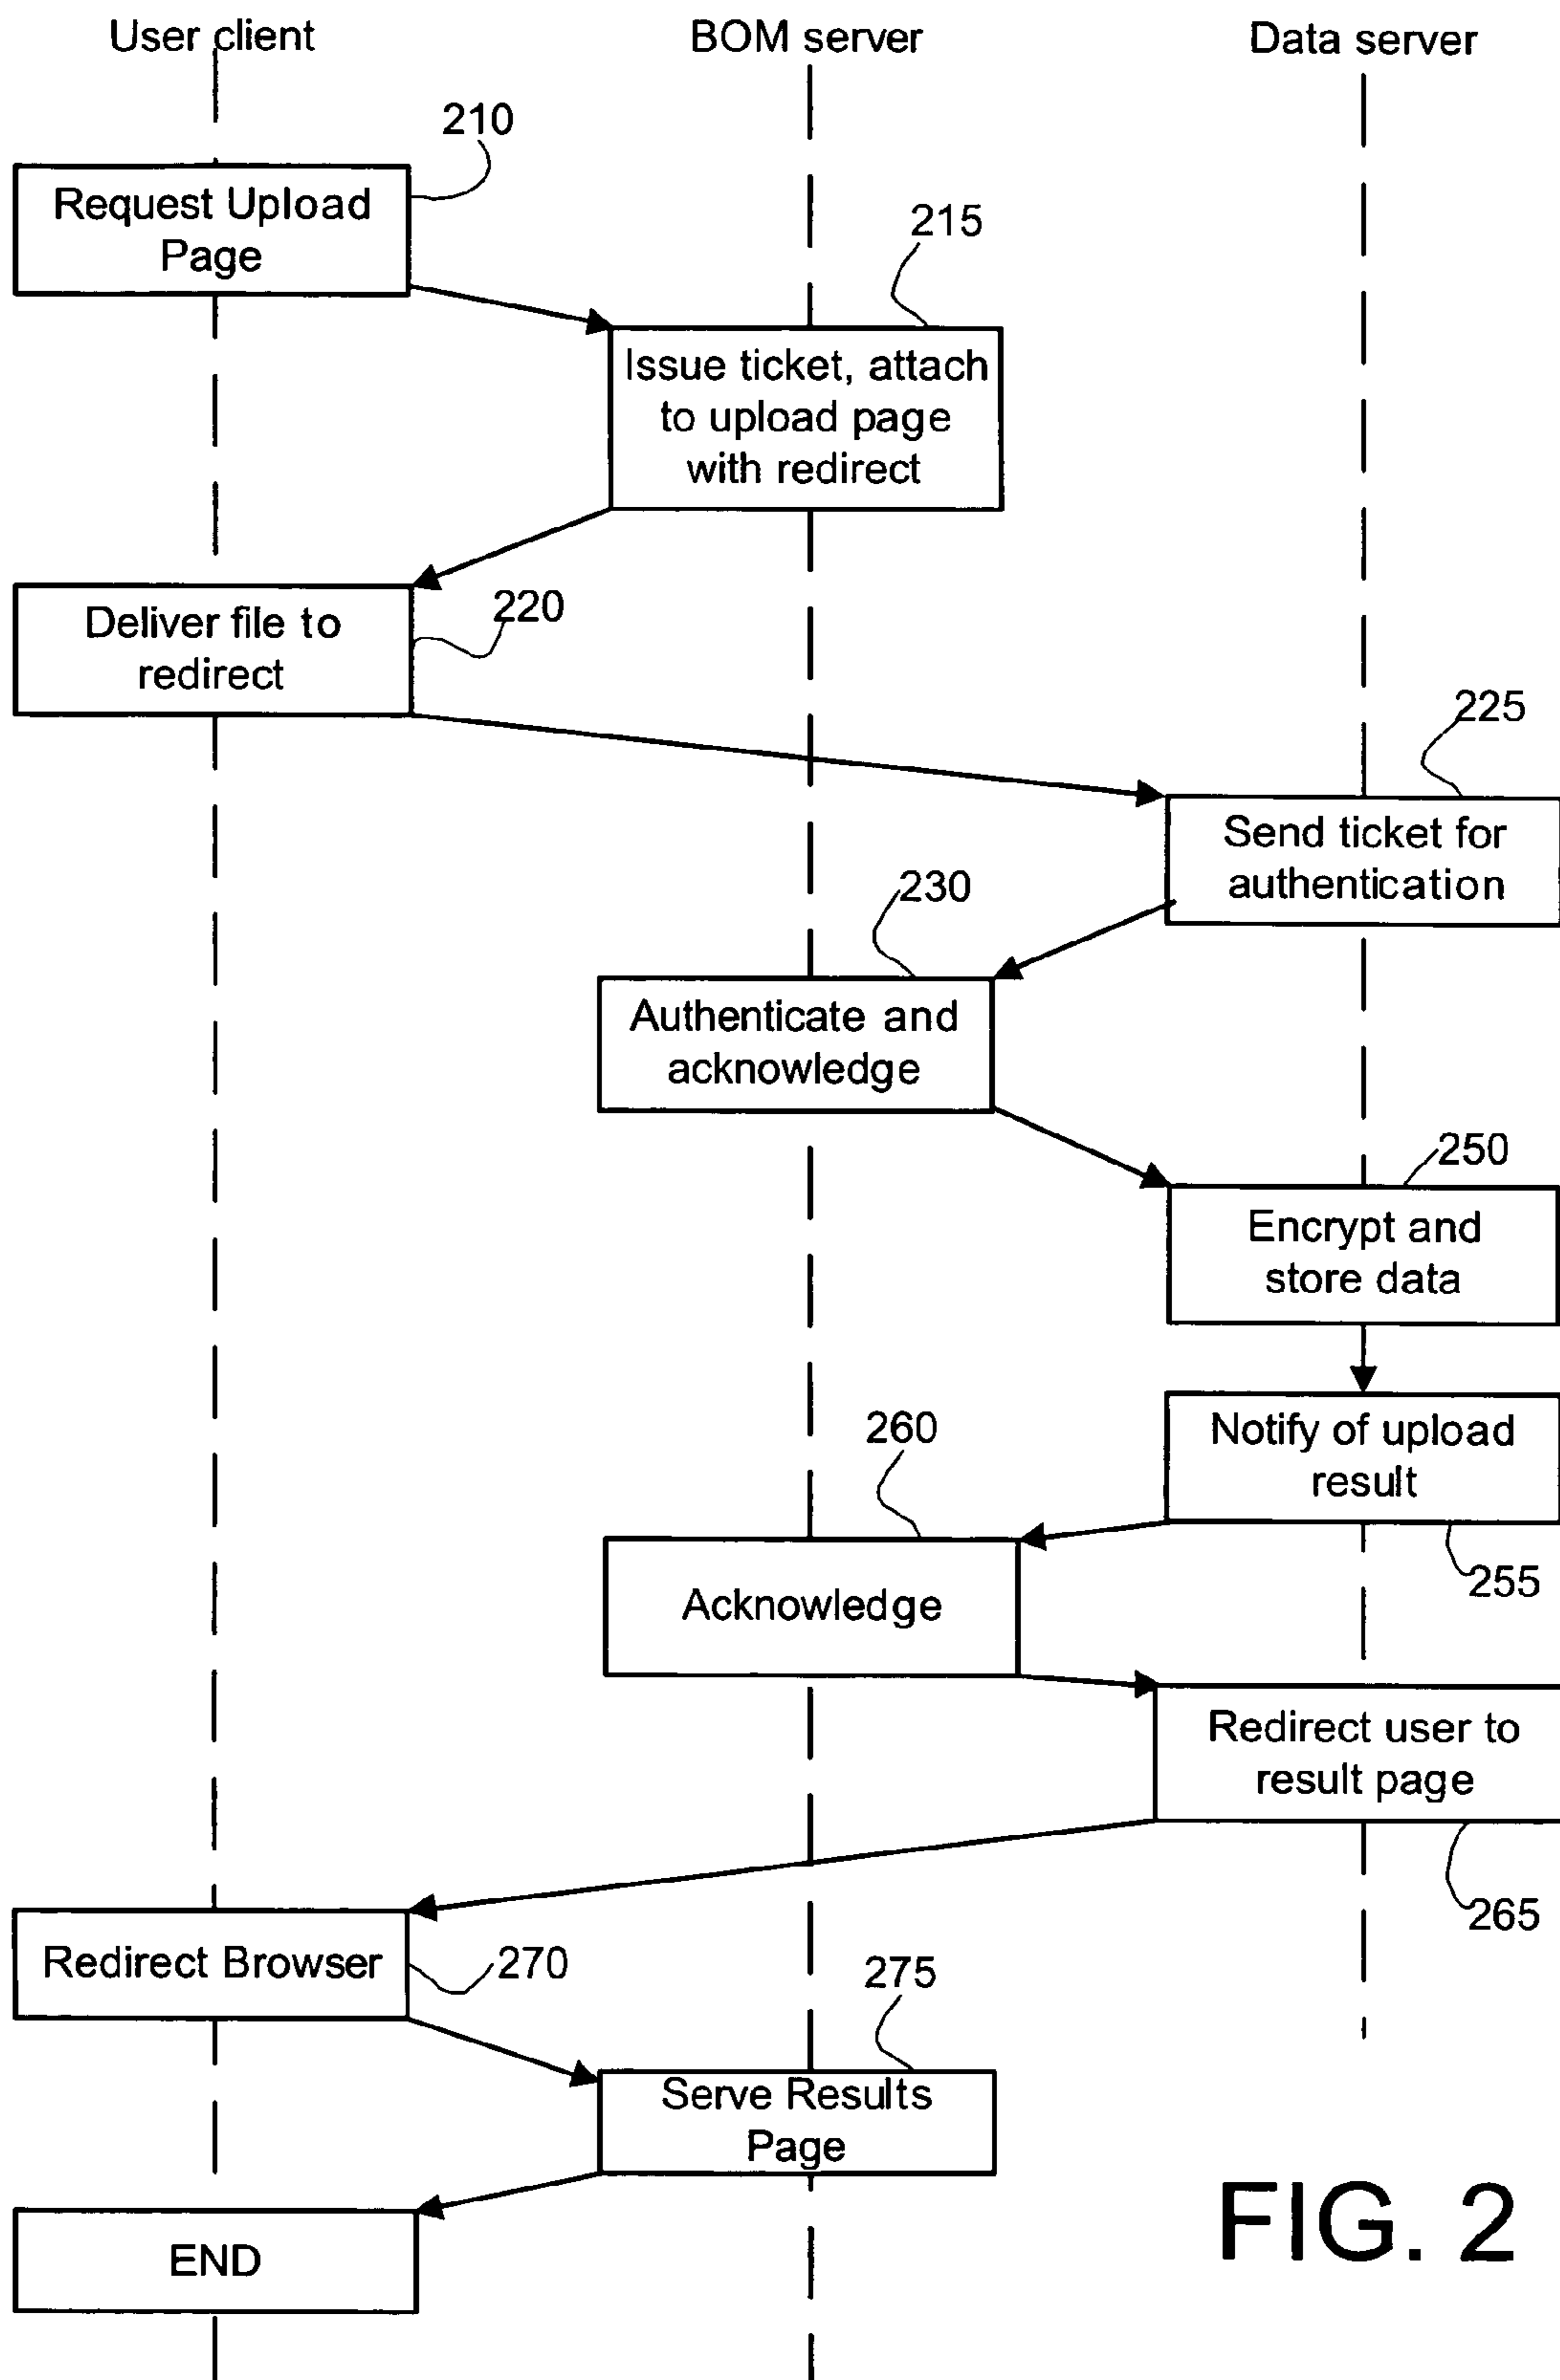 User client
BOM server
Data server
210
Request Upload
Page
215
Issue ticket, attach
to upload page
with redirect
220
Deliver file to
redirect
225
Send ticket for
authentication
230
Authenticate and
acknowledge
250
Encrypt and
store data
Notify of upload
result
255
260
Acknowledge
Redirect user to
result page
265
Redirect Browser
270
275
Serve Results
Page
END
FIG. 2